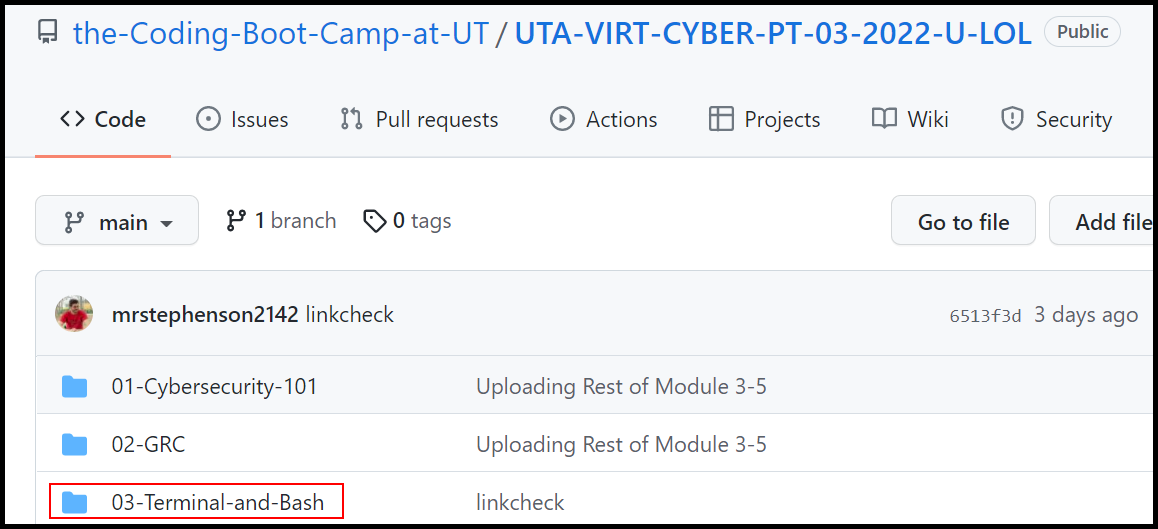 the-Coding-Boot-Camp-at-UT / UTA-VIRT-CYBER-PT-03-2022-U-LOL Public
Code Issues Pull requests Actions Projects Wiki Security
main 1 branch 0 tags Go to file Add file
mrstephenson2142 linkcheck 6513f3d 3 days ago
01-Cybersecurity-101 Uploading Rest of Module 3-5
02-GRC Uploading Rest of Module 3-5
03-Terminal-and-Bash linkcheck